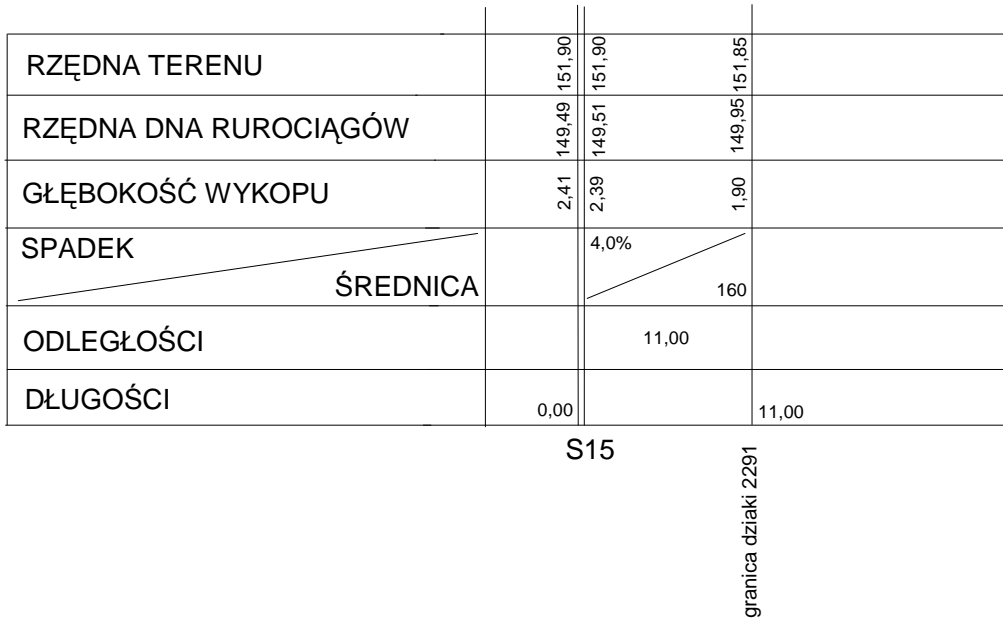 RZĘDNA TERENU 151,90 151,90 151,85
RZĘDNA DNA RUROCIĄGÓW 149,49 149,51 149,95
GŁĘBOKOŚĆ WYKOPU 2,41 2,39 1,90
SPADEK 4,0%
ŚREDNICA 160
ODLEGŁOŚCI 11,00
DŁUGOŚCI 0,00 11,00
S15
granica dziaki 2291